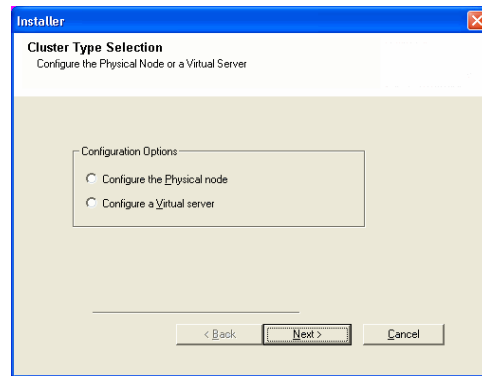 Installer
Cluster Type Selection
Configure the Physical Node or a Virtual Server
Configuration Options
Configure the Physical node
Configure a Virtual server
< Back
Next >
Cancel